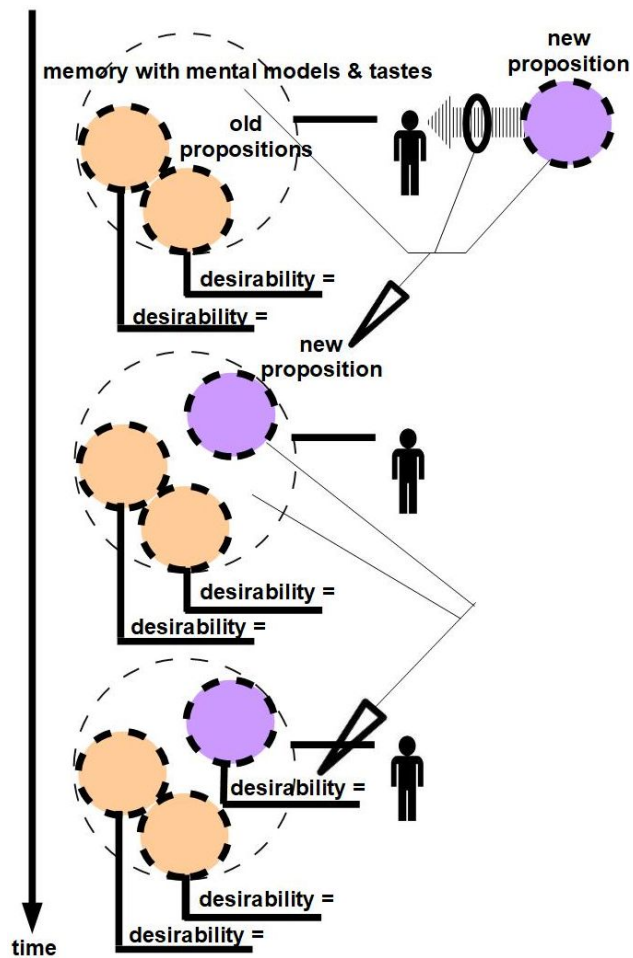 new
proposition
memory with mental models & tastes
old
propositions
desirability =
desirability =
new
proposition
desirability =
desirability =
desirability =
desirability =
desirability =
time